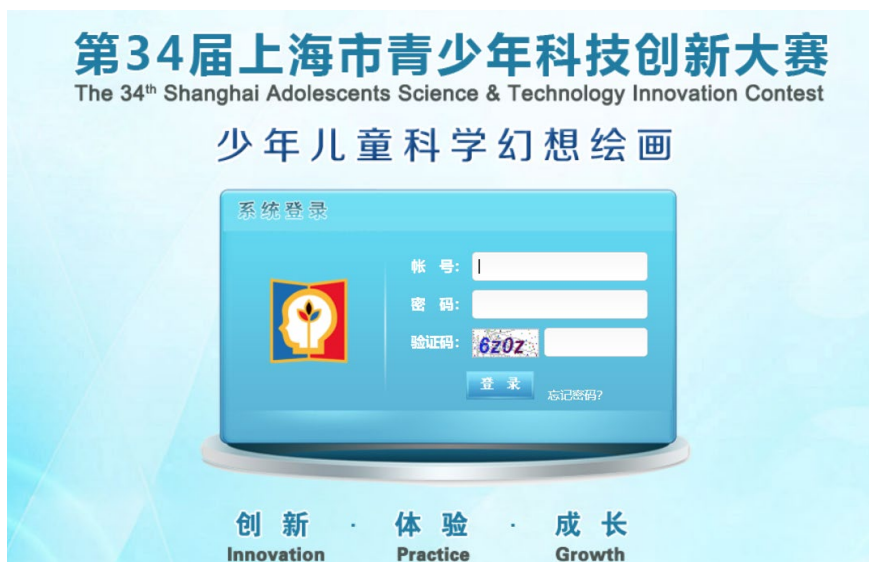 第34届上海市青少年科技创新大赛
The 34th Shanghai Adolescents Science & Technology Innovation Contest
少年儿童科学幻想绘画
系统登录
帐 号：
密 码：
验证码： 6z0z
登 录 忘记密码?
创 新 · 体 验 · 成 长
Innovation Practice Growth